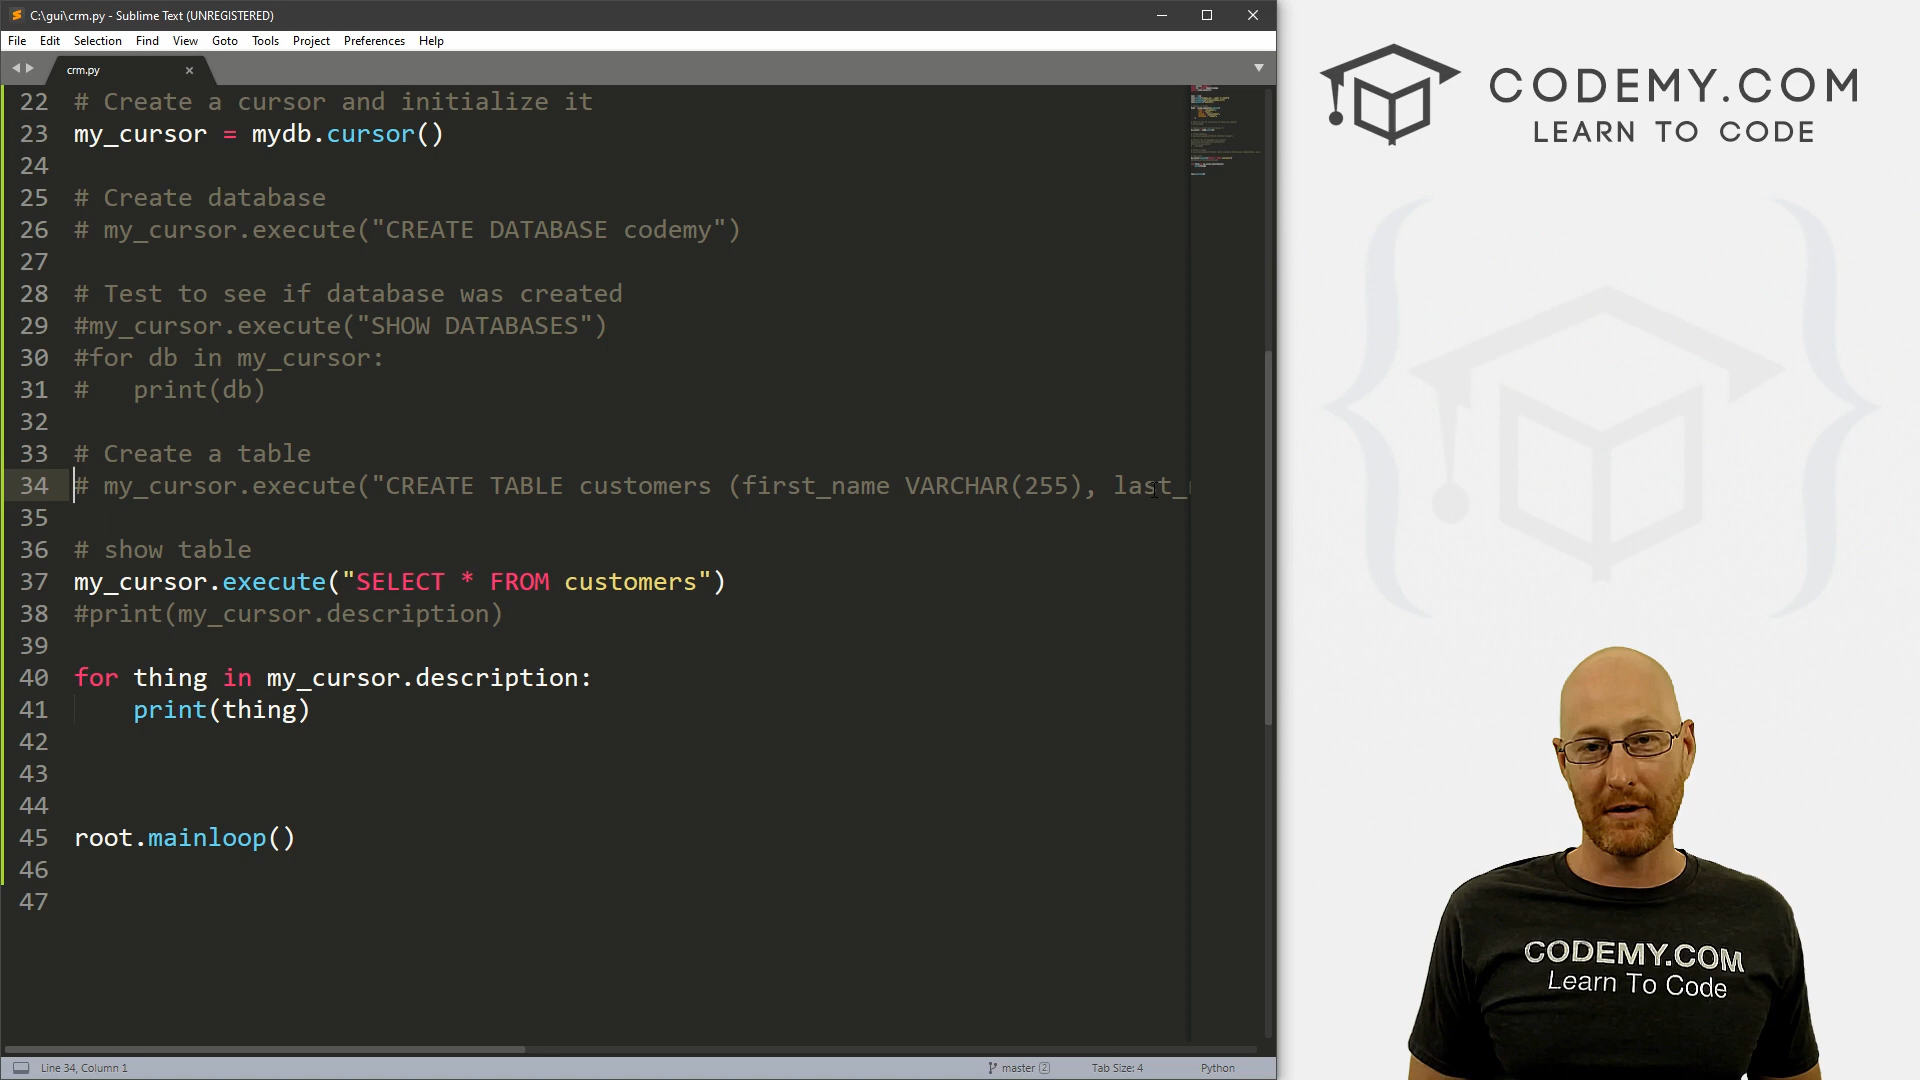 C:\gui\crm.py - Sublime Text (UNREGISTERED)
File Edit Selection Find View Goto Tools Project Preferences Help
crm.py
22 # Create a cursor and initialize it
23 my_cursor = mydb.cursor()
24
25 # Create database
26 # my_cursor.execute("CREATE DATABASE codemy")
27
28 # Test to see if database was created
29 #my_cursor.execute("SHOW DATABASES")
30 #for db in my_cursor:
31 #   print(db)
32
33 # Create a table
34 # my_cursor.execute("CREATE TABLE customers (first_name VARCHAR(255), last_
35
36 # show table
37 my_cursor.execute("SELECT * FROM customers")
38 #print(my_cursor.description)
39
40 for thing in my_cursor.description:
41     print(thing)
42
43
44
45 root.mainloop()
46
47
Line 34, Column 1
master 2
Tab Size: 4
Python
CODEMY.COM
LEARN TO CODE
CODEMY.COM
Learn To Code